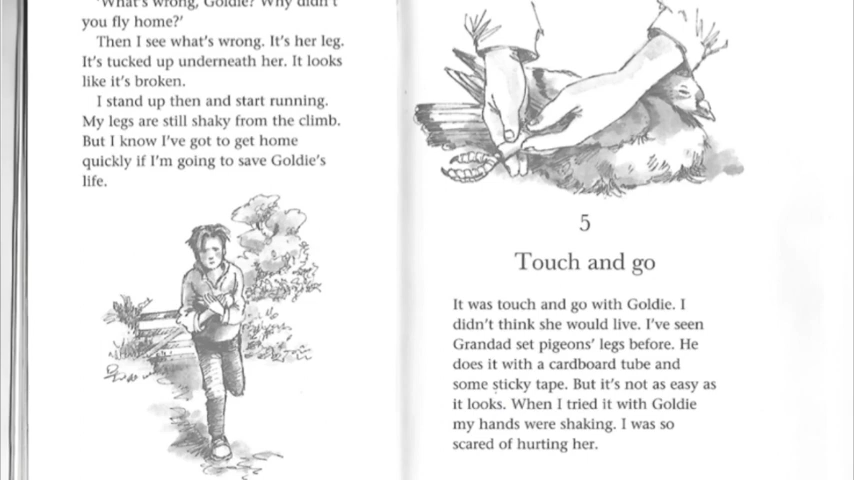 'What's wrong, Goldie? Why didn't
you fly home?'
Then I see what's wrong. It's her leg.
It's tucked up underneath her. It looks
like it's broken.
I stand up then and start running.
My legs are still shaky from the climb.
But I know I've got to get home
quickly if I'm going to save Goldie's
life.
5
Touch and go
It was touch and go with Goldie. I
didn't think she would live. I've seen
Grandad set pigeons' legs before. He
does it with a cardboard tube and
some sticky tape. But it's not as easy as
it looks. When I tried it with Goldie
my hands were shaking. I was so
scared of hurting her.